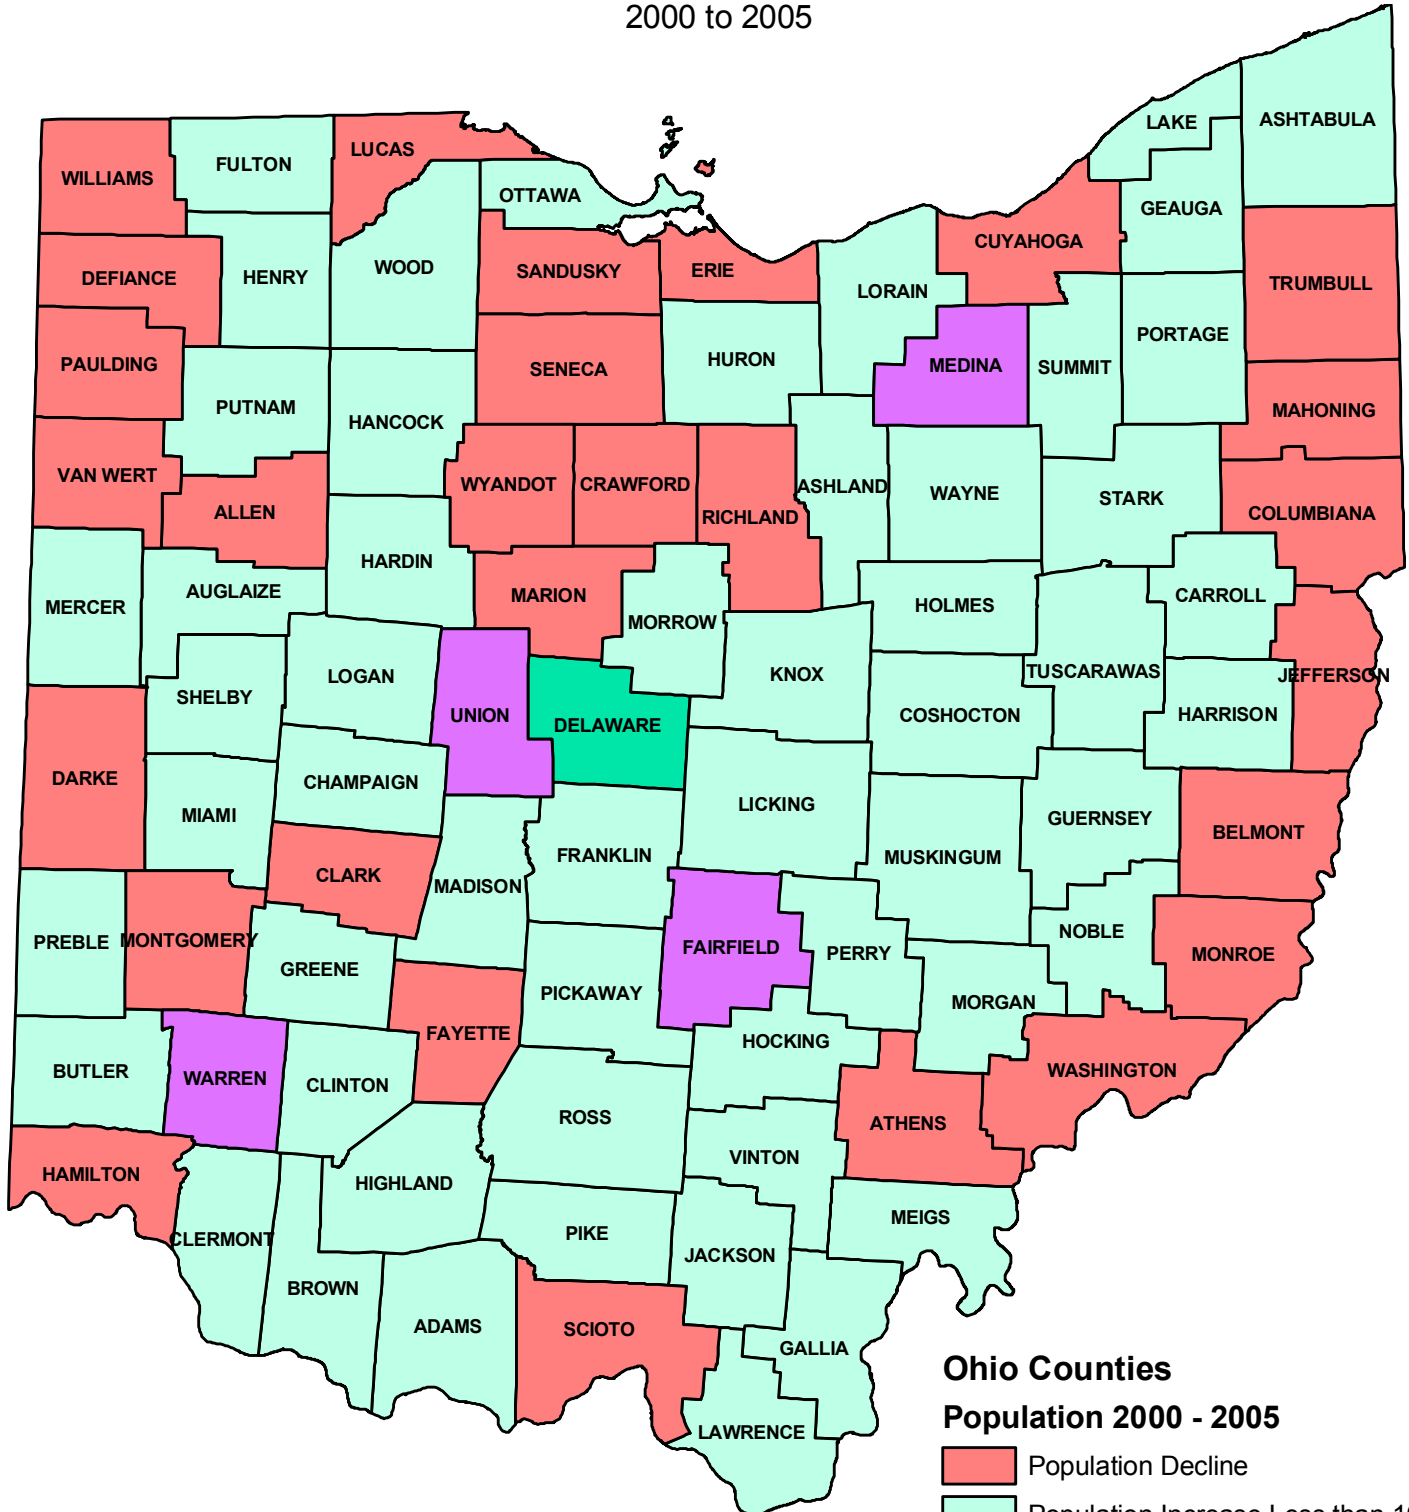 2000 to 2005
ASHTABULA
LAKE
LUCAS
FULTON
WILLIAMS
OTTAWA
GEAUGA
CUYAHOGA
WOOD
SANDUSKY
ERIE
HENRY
DEFIANCE
TRUMBULL
LORAIN
PORTAGE
HURON
PAULDING
MEDINA
SUMMIT
SENECA
PUTNAM
MAHONING
HANCOCK
VAN WERT
WYANDOT
CRAWFORD
ASHLAND
WAYNE
STARK
ALLEN
RICHLAND
COLUMBIANA
HARDIN
AUGLAIZE
MARION
CARROLL
MERCER
HOLMES
MORROW
TUSCARAWAS
KNOX
LOGAN
JEFFERSON
SHELBY
UNION
COSHOCTON
HARRISON
DELAWARE
DARKE
CHAMPAIGN
LICKING
MIAMI
GUERNSEY
BELMONT
FRANKLIN
MUSKINGUM
CLARK
MADISON
NOBLE
PREBLE
MONTGOMERY
FAIRFIELD
PERRY
MONROE
GREENE
PICKAWAY
MORGAN
FAYETTE
HOCKING
BUTLER
WARREN
CLINTON
WASHINGTON
ROSS
ATHENS
VINTON
HAMILTON
HIGHLAND
MEIGS
PIKE
CLERMONT
JACKSON
BROWN
ADAMS
SCIOTO
GALLIA
LAWRENCE
Ohio Counties
Population 2000 - 2005
Population Decline